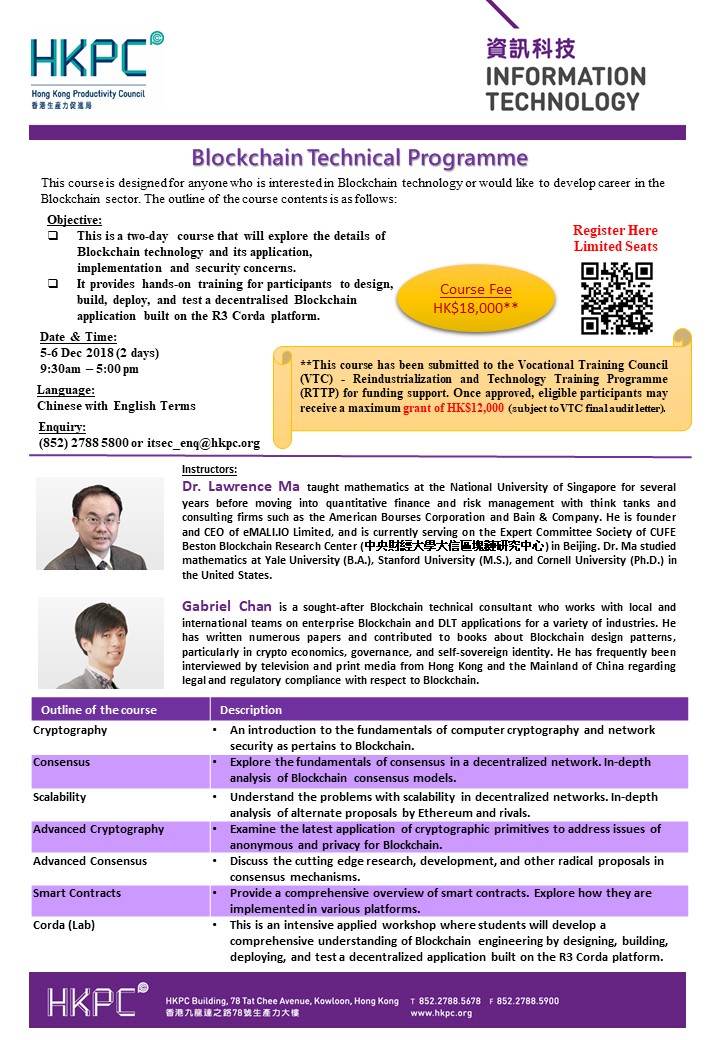 HKPC
Hong Kong Productivity Council
香港生產力促進局
資訊科技
INFORMATION
TECHNOLOGY
Blockchain Technical Programme
This course is designed for anyone who is interested in Blockchain technology or would like to develop career in the
Blockchain sector. The outline of the course contents is as follows:
Objective:
❑ This is a two-day course that will explore the details of
Blockchain technology and its application,
implementation and security concerns.
❑ It provides hands-on training for participants to design,
build, deploy, and test a decentralised Blockchain
application built on the R3 Corda platform.
Register Here
Limited Seats
Course Fee
HK$18,000**
Date & Time:
5-6 Dec 2018 (2 days)
9:30am – 5:00 pm
Language:
Chinese with English Terms
Enquiry:
(852) 2788 5800 or itsec_enq@hkpc.org
**This course has been submitted to the Vocational Training Council
(VTC) - Reindustrialization and Technology Training Programme
(RTTP) for funding support. Once approved, eligible participants may
receive a maximum grant of HK$12,000 (subject to VTC final audit letter).
Instructors:
Dr. Lawrence Ma taught mathematics at the National University of Singapore for several
years before moving into quantitative finance and risk management with think tanks and
consulting firms such as the American Bourses Corporation and Bain & Company. He is founder
and CEO of eMALI.IO Limited, and is currently serving on the Expert Committee Society of CUFE
Beston Blockchain Research Center (中央財經大學大信區塊鏈研究中心) in Beijing. Dr. Ma studied
mathematics at Yale University (B.A.), Stanford University (M.S.), and Cornell University (Ph.D.) in
the United States.
Gabriel Chan is a sought-after Blockchain technical consultant who works with local and
international teams on enterprise Blockchain and DLT applications for a variety of industries. He
has written numerous papers and contributed to books about Blockchain design patterns,
particularly in crypto economics, governance, and self-sovereign identity. He has frequently been
interviewed by television and print media from Hong Kong and the Mainland of China regarding
legal and regulatory compliance with respect to Blockchain.
Outline of the course Description
Cryptography • An introduction to the fundamentals of computer cryptography and network
security as pertains to Blockchain.
Consensus • Explore the fundamentals of consensus in a decentralized network. In-depth
analysis of Blockchain consensus models.
Scalability • Understand the problems with scalability in decentralized networks. In-depth
analysis of alternate proposals by Ethereum and rivals.
Advanced Cryptography • Examine the latest application of cryptographic primitives to address issues of
anonymous and privacy for Blockchain.
Advanced Consensus • Discuss the cutting edge research, development, and other radical proposals in
consensus mechanisms.
Smart Contracts • Provide a comprehensive overview of smart contracts. Explore how they are
implemented in various platforms.
Corda (Lab) • This is an intensive applied workshop where students will develop a
comprehensive understanding of Blockchain engineering by designing, building,
deploying, and test a decentralized application built on the R3 Corda platform.
HKPC
HKPC Building, 78 Tat Chee Avenue, Kowloon, Hong Kong T 852.2788.5678 F 852.2788.5900
香港九龍達之路78號生產力大樓 www.hkpc.org